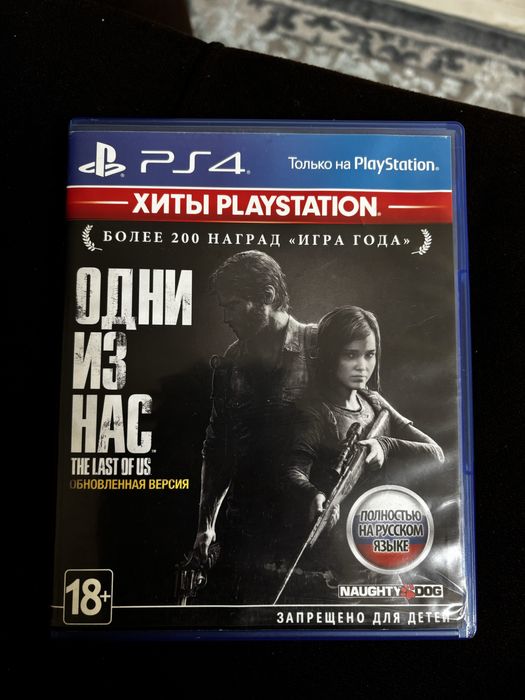 PS4
Только на PlayStation
ХИТЫ PLAYSTATION
БОЛЕЕ 200 НАГРАД «ИГРА ГОДА»
ОДНИ
ИЗ
НАС
THE LAST OF US
ОБНОВЛЕННАЯ ВЕРСИЯ
ПОЛНОСТЬЮ
НА РУССКОМ
ЯЗЫКЕ
18+
NAUGHTY DOG
ЗАПРЕЩЕНО ДЛЯ ДЕТЕЙ